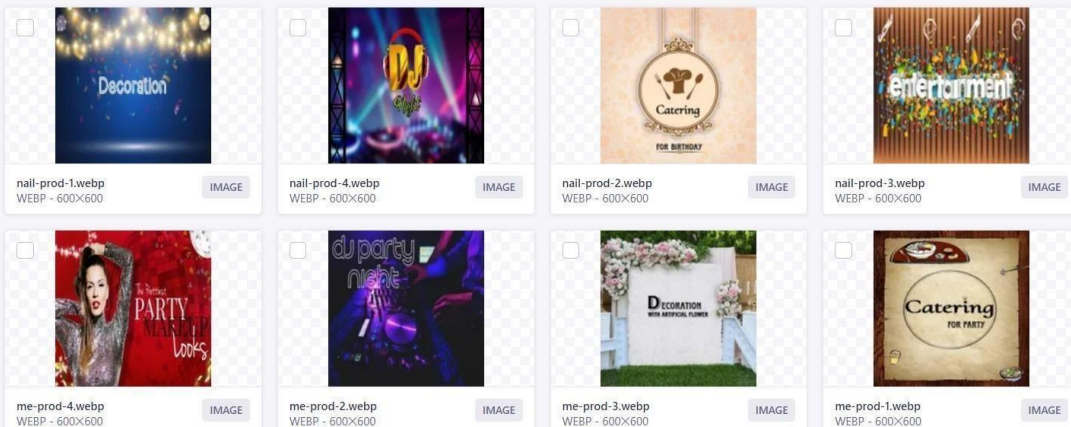 Decoration
DJ
Night
Catering
FOR BIRTHDAY
entertainment
nail-prod-1.webp
WEBP - 600×600
IMAGE
nail-prod-4.webp
WEBP - 600×600
IMAGE
nail-prod-2.webp
WEBP - 600×600
IMAGE
nail-prod-3.webp
WEBP - 600×600
IMAGE
The Hottest
PARTY
MAKEUP
Looks
dj party
night
DECORATION
WITH ARTIFICIAL FLOWER
Catering
FOR PARTY
me-prod-4.webp
WEBP - 600×600
IMAGE
me-prod-2.webp
WEBP - 600×600
IMAGE
me-prod-3.webp
WEBP - 600×600
IMAGE
me-prod-1.webp
WEBP - 600×600
IMAGE